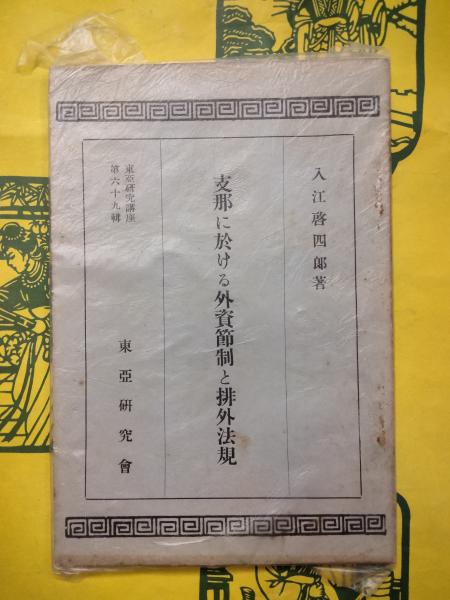 入江啓四郎著
支那に於ける外資節制と排外法規
東亞研究講座
第六十九輯
東亞研究會